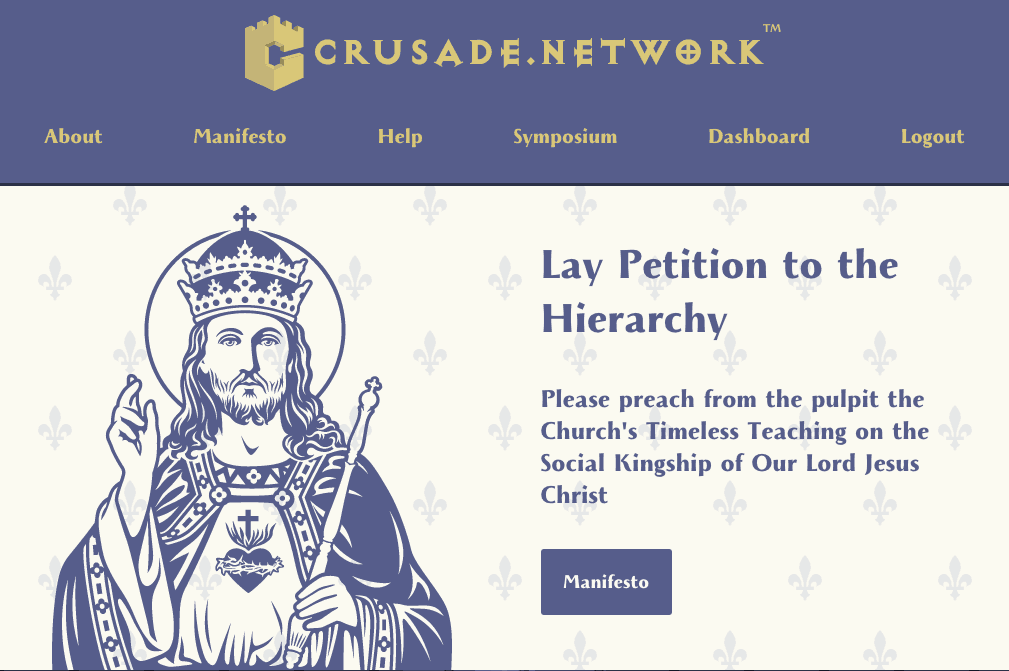 CRUSADE.NETWORK™
About Manifesto Help Symposium Dashboard Logout
Lay Petition to the
Hierarchy
Please preach from the pulpit the
Church's Timeless Teaching on the
Social Kingship of Our Lord Jesus
Christ
Manifesto